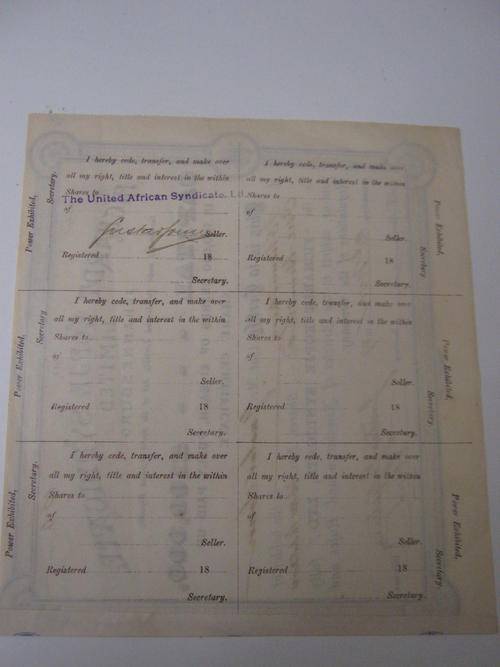 I hereby cede, transfer, and make over
all my right, title and interest in the within
Shares to
The United African Syndicate, Ld.
of
Seller.
Registered 18
Secretary.
Power Exhibited,
Secretary.
I hereby cede, transfer, and make over
all my right, title and interest in the within
Shares to
of
Seller.
Registered 18
Secretary.
Power Exhibited,
Secretary.
I hereby cede, transfer, and make over
all my right, title and interest in the within
Shares to
of
Seller.
Registered 18
Secretary.
Power Exhibited,
Secretary.
I hereby cede, transfer, and make over
all my right, title and interest in the within
Shares to
of
Seller.
Registered 18
Secretary.
Power Exhibited,
Secretary.
I hereby cede, transfer, and make over
all my right, title and interest in the within
Shares to
of
Seller.
Registered 18
Secretary.
Power Exhibited,
Secretary.
I hereby cede, transfer, and make over
all my right, title and interest in the within
Shares to
of
Seller.
Registered 18
Secretary.
Power Exhibited,
Secretary.